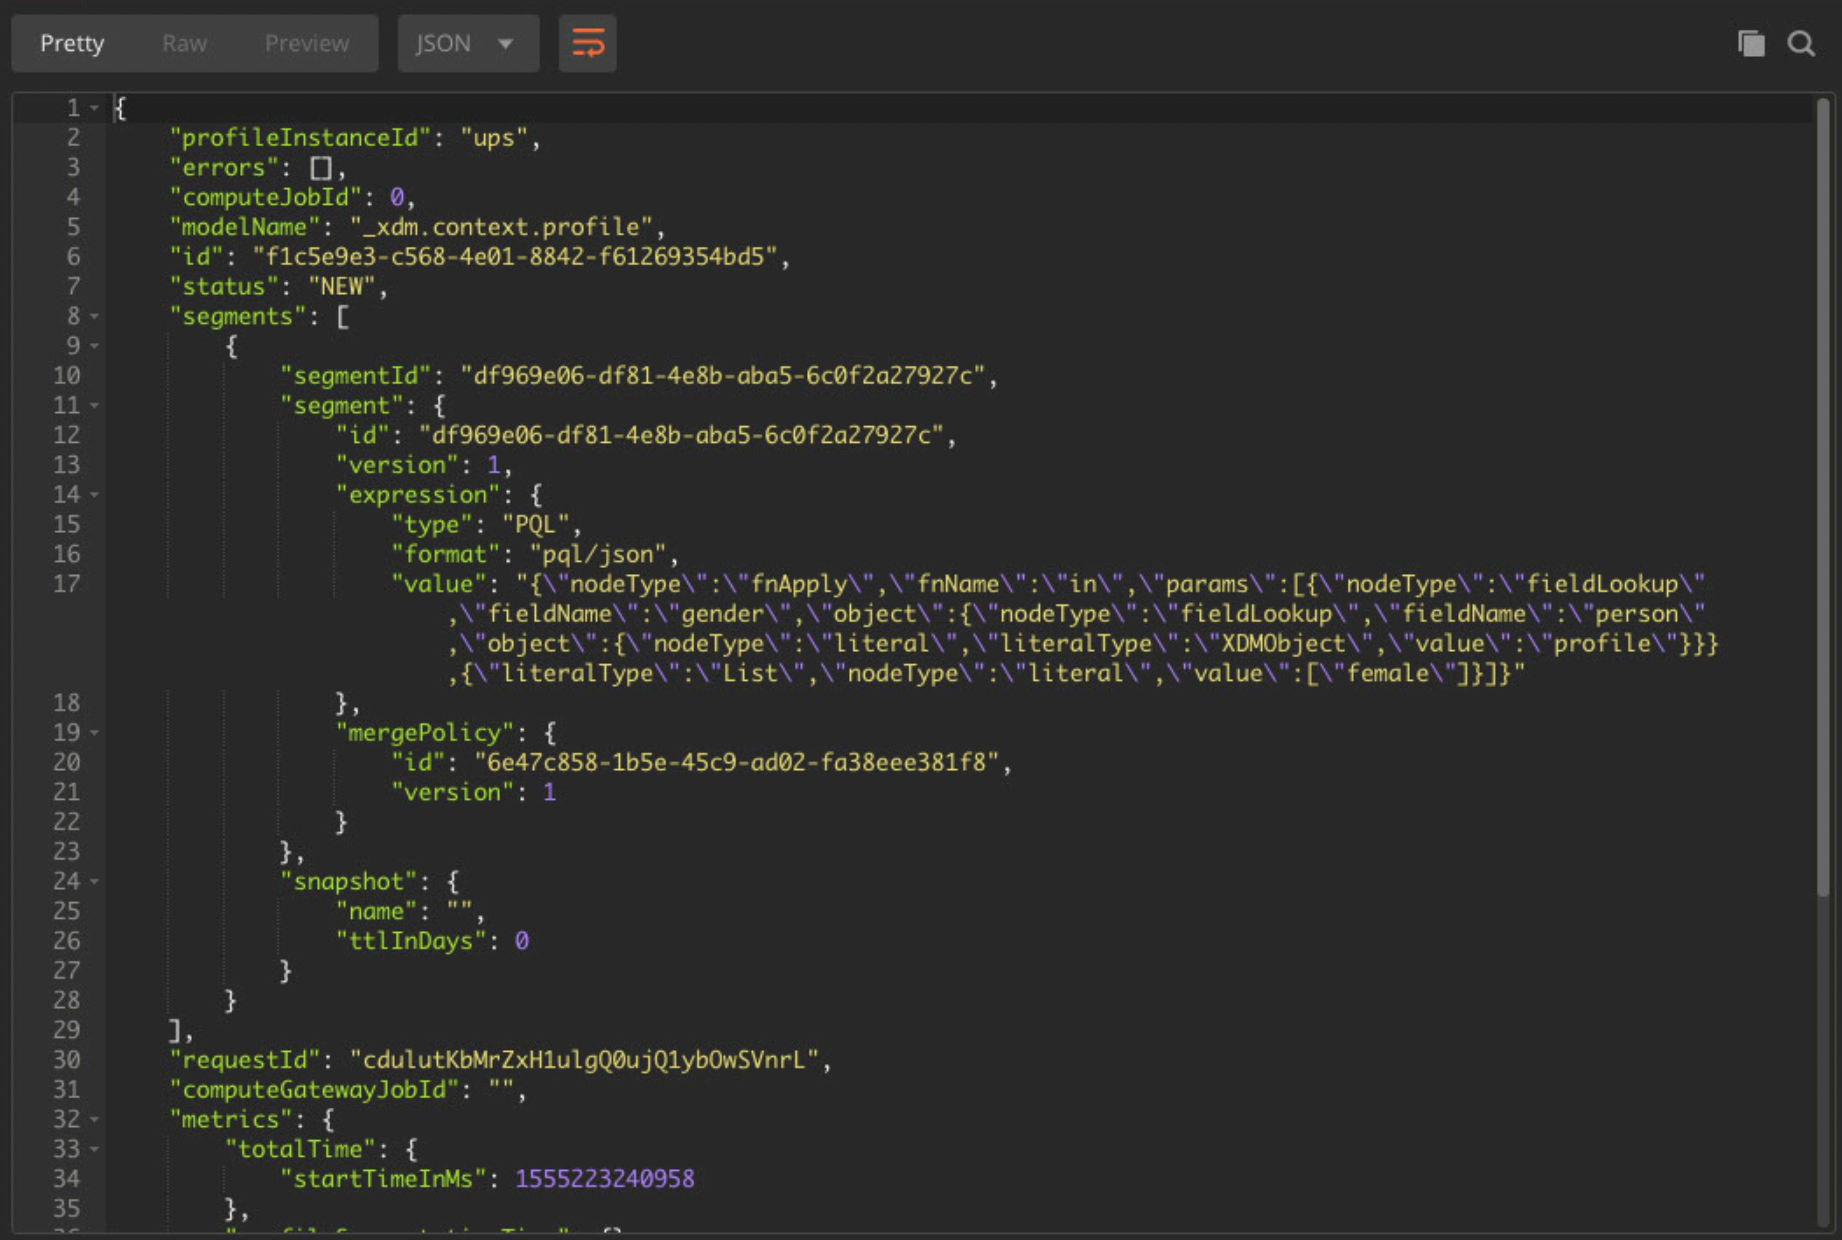 Pretty Raw Preview JSON
1 {
2 "profileInstanceId": "ups",
3 "errors": [],
4 "computeJobId": 0,
5 "modelName": "_xdm.context.profile",
6 "id": "f1c5e9e3-c568-4e01-8842-f61269354bd5",
7 "status": "NEW",
8 "segments": [
9 {
10 "segmentId": "df969e06-df81-4e8b-aba5-6c0f2a27927c",
11 "segment": {
12 "id": "df969e06-df81-4e8b-aba5-6c0f2a27927c",
13 "version": 1,
14 "expression": {
15 "type": "PQL",
16 "format": "pql/json",
17 "value": "{\"nodeType\":\"fnApply\",\"fnName\":\"in\",\"params\":[{\"nodeType\":\"fieldLookup\"
,\"fieldName\":\"gender\",\"object\":{\"nodeType\":\"fieldLookup\",\"fieldName\":\"person\"
,\"object\":{\"nodeType\":\"literal\",\"literalType\":\"XDMObject\",\"value\":\"profile\"}}}
,{\"literalType\":\"List\",\"nodeType\":\"literal\",\"value\":[\"female\"]}]}"
18 },
19 "mergePolicy": {
20 "id": "6e47c858-1b5e-45c9-ad02-fa38eee381f8",
21 "version": 1
22 }
23 },
24 "snapshot": {
25 "name": "",
26 "ttlInDays": 0
27 }
28 }
29 ],
30 "requestId": "cdulutKbMrZxH1ulgQ0ujQ1ybOwSVnrL",
31 "computeGatewayJobId": "",
32 "metrics": {
33 "totalTime": {
34 "startTimeInMs": 1555223240958
35 },